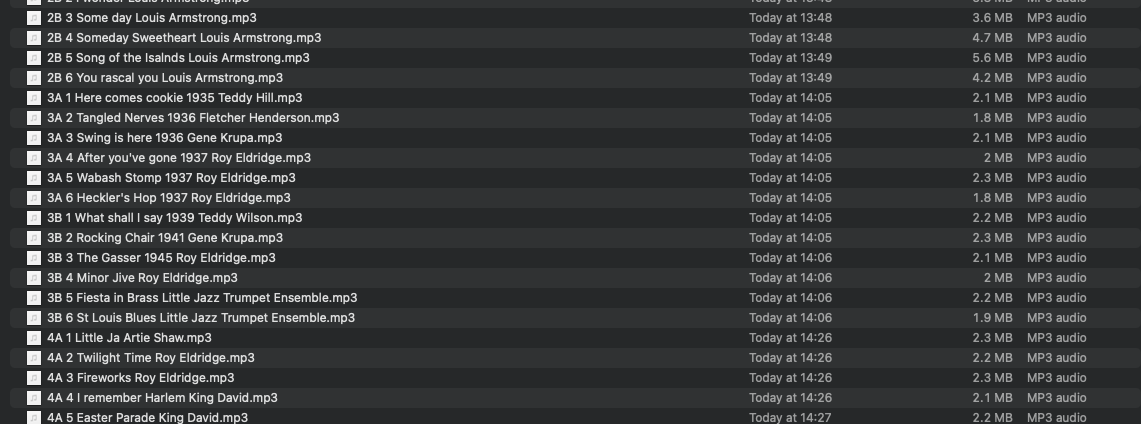 2B 2 I wonder Louis Armstrong.mp3 Today at 13:48 3.8 MB MP3 audio
2B 3 Some day Louis Armstrong.mp3 Today at 13:48 3.6 MB MP3 audio
2B 4 Someday Sweetheart Louis Armstrong.mp3 Today at 13:48 4.7 MB MP3 audio
2B 5 Song of the Isalnds Louis Armstrong.mp3 Today at 13:49 5.6 MB MP3 audio
2B 6 You rascal you Louis Armstrong.mp3 Today at 13:49 4.2 MB MP3 audio
3A 1 Here comes cookie 1935 Teddy Hill.mp3 Today at 14:05 2.1 MB MP3 audio
3A 2 Tangled Nerves 1936 Fletcher Henderson.mp3 Today at 14:05 1.8 MB MP3 audio
3A 3 Swing is here 1936 Gene Krupa.mp3 Today at 14:05 2.1 MB MP3 audio
3A 4 After you've gone 1937 Roy Eldridge.mp3 Today at 14:05 2 MB MP3 audio
3A 5 Wabash Stomp 1937 Roy Eldridge.mp3 Today at 14:05 2.3 MB MP3 audio
3A 6 Heckler's Hop 1937 Roy Eldridge.mp3 Today at 14:05 1.8 MB MP3 audio
3B 1 What shall I say 1939 Teddy Wilson.mp3 Today at 14:05 2.2 MB MP3 audio
3B 2 Rocking Chair 1941 Gene Krupa.mp3 Today at 14:05 2.3 MB MP3 audio
3B 3 The Gasser 1945 Roy Eldridge.mp3 Today at 14:06 2.1 MB MP3 audio
3B 4 Minor Jive Roy Eldridge.mp3 Today at 14:06 2 MB MP3 audio
3B 5 Fiesta in Brass Little Jazz Trumpet Ensemble.mp3 Today at 14:06 2.2 MB MP3 audio
3B 6 St Louis Blues Little Jazz Trumpet Ensemble.mp3 Today at 14:06 1.9 MB MP3 audio
4A 1 Little Ja Artie Shaw.mp3 Today at 14:26 2.3 MB MP3 audio
4A 2 Twilight Time Roy Eldridge.mp3 Today at 14:26 2.2 MB MP3 audio
4A 3 Fireworks Roy Eldridge.mp3 Today at 14:26 2.3 MB MP3 audio
4A 4 I remember Harlem King David.mp3 Today at 14:26 2.1 MB MP3 audio
4A 5 Easter Parade King David.mp3 Today at 14:27 2.2 MB MP3 audio